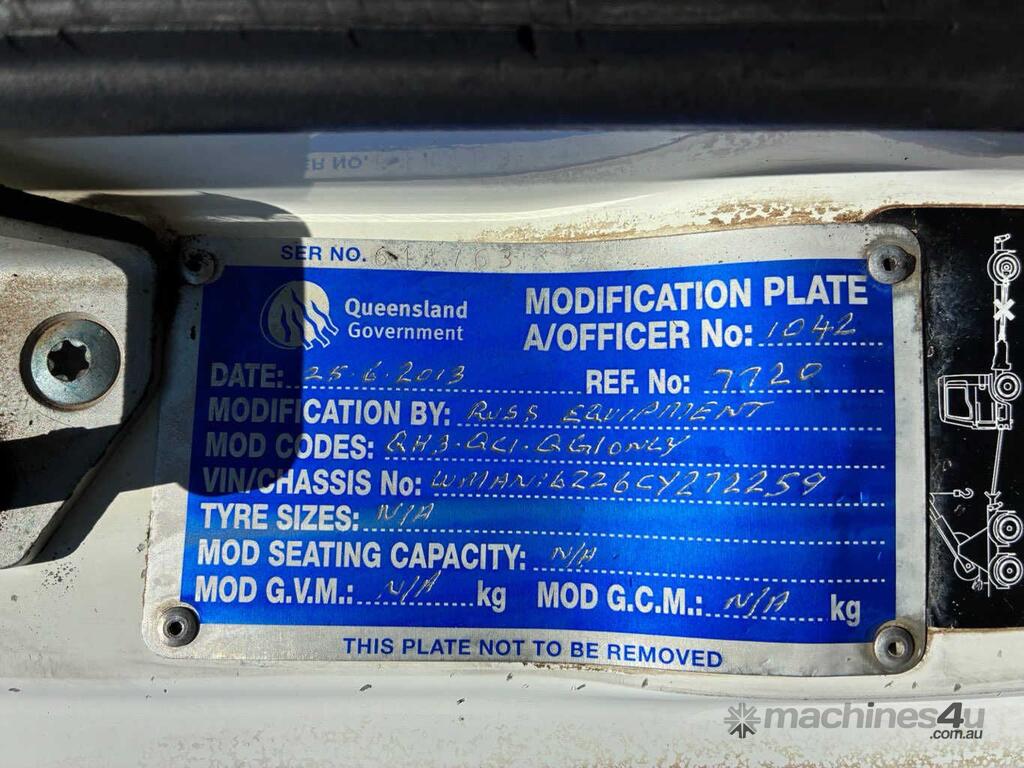 SER NO.
Queensland
Government
MODIFICATION PLATE
A/OFFICER No: 1042
DATE: 25.6.2013
REF. No: 7720
MODIFICATION BY: RUSS EQUIPMENT
MOD CODES: QH3.QC1.QG1 ONLY
VIN/CHASSIS No:
TYRE SIZES: N/A
MOD SEATING CAPACITY: N/A
MOD G.V.M.: N/A kg MOD G.C.M.: N/A kg
THIS PLATE NOT TO BE REMOVED
machines4u
.com.au